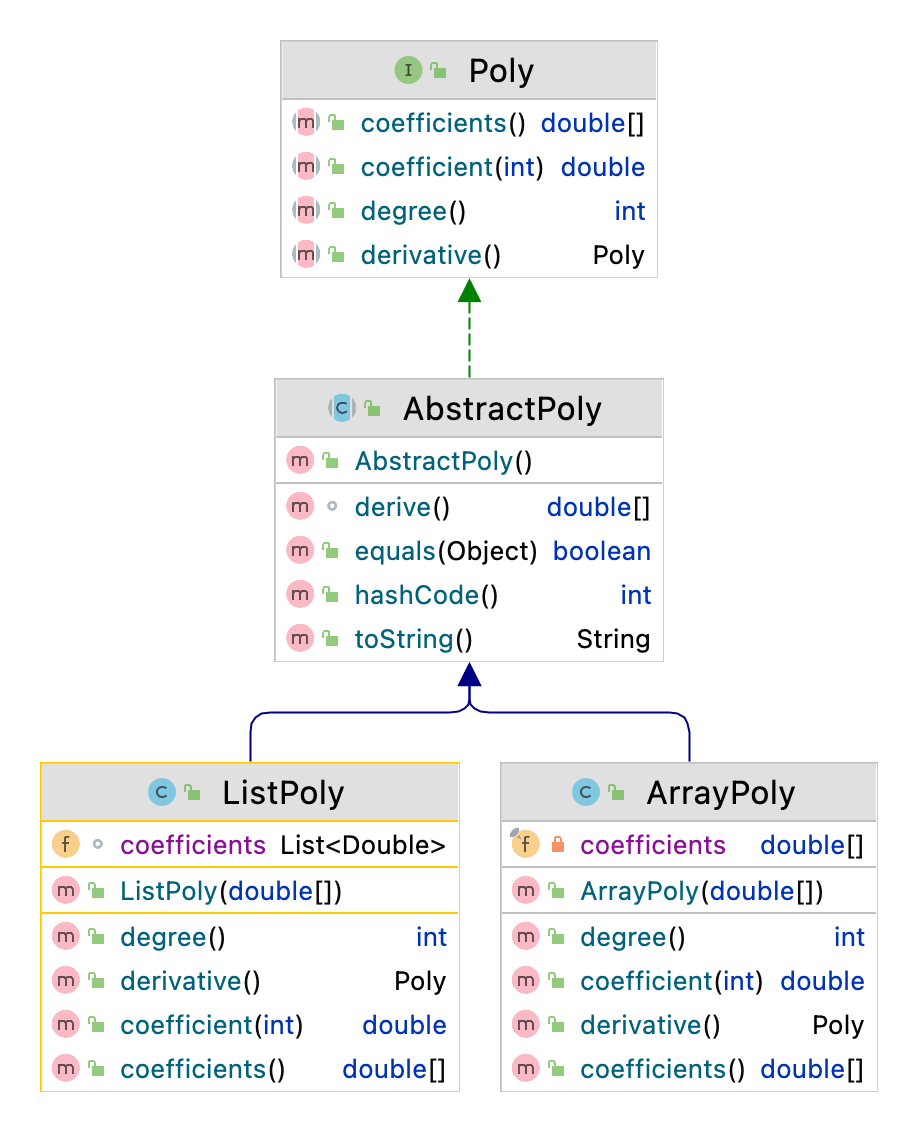 I Poly
m coefficients() double[]
m coefficient(int) double
m degree() int
m derivative() Poly
C AbstractPoly
m AbstractPoly()
m derive() double[]
m equals(Object) boolean
m hashCode() int
m toString() String
C ListPoly
f coefficients List<Double>
m ListPoly(double[])
m degree() int
m derivative() Poly
m coefficient(int) double
m coefficients() double[]
C ArrayPoly
f coefficients double[]
m ArrayPoly(double[])
m degree() int
m coefficient(int) double
m derivative() Poly
m coefficients() double[]